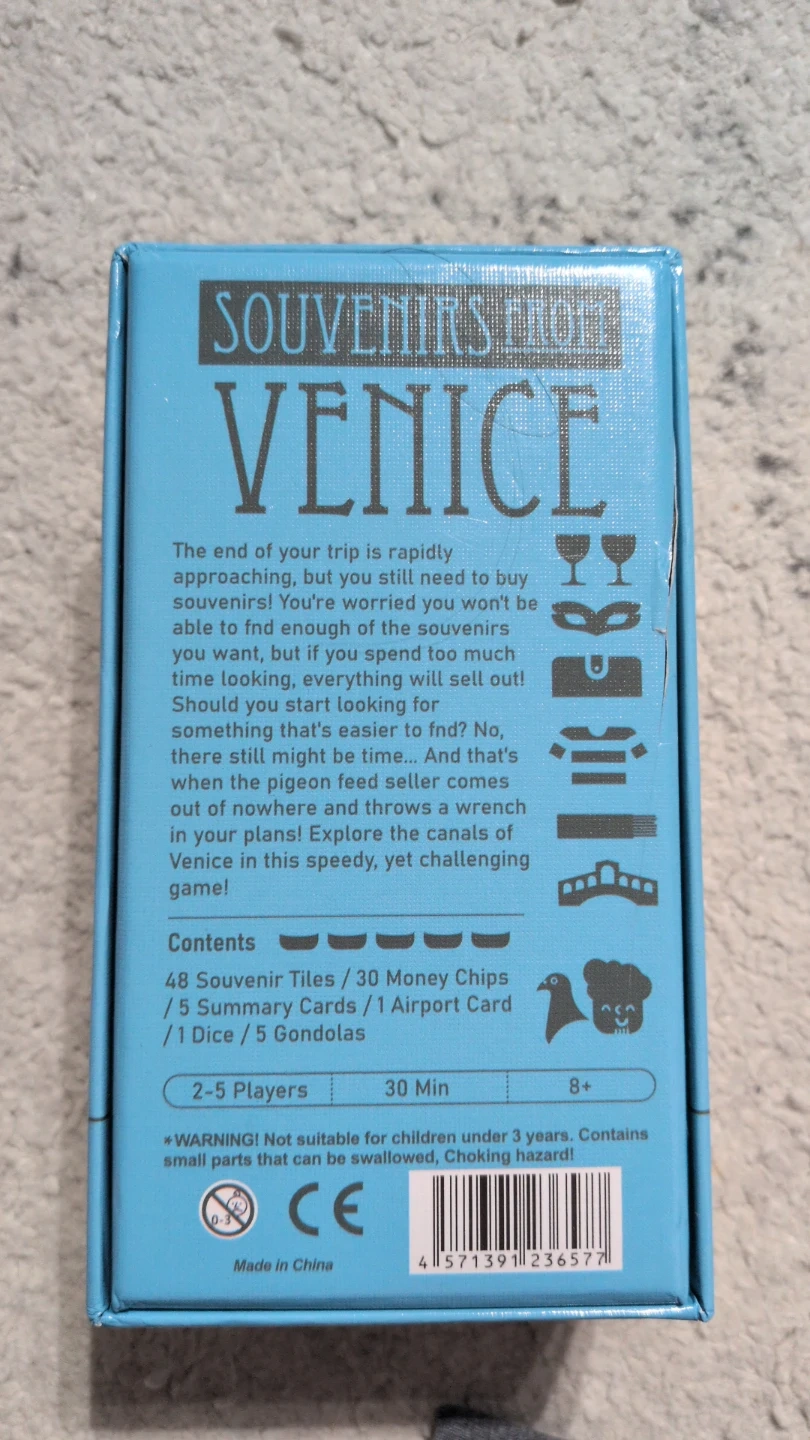 SOUVENIRS FROM
VENICE
The end of your trip is rapidly
approaching, but you still need to buy
souvenirs! You're worried you won't be
able to fnd enough of the souvenirs
you want, but if you spend too much
time looking, everything will sell out!
Should you start looking for
something that's easier to fnd? No,
there still might be time... And that's
when the pigeon feed seller comes
out of nowhere and throws a wrench
in your plans! Explore the canals of
Venice in this speedy, yet challenging
game!
Contents
48 Souvenir Tiles / 30 Money Chips
/ 5 Summary Cards / 1 Airport Card
/ 1 Dice / 5 Gondolas
2-5 Players 30 Min 8+
*WARNING! Not suitable for children under 3 years. Contains
small parts that can be swallowed, Choking hazard!
0-3 CE
Made in China
4 571391 236577